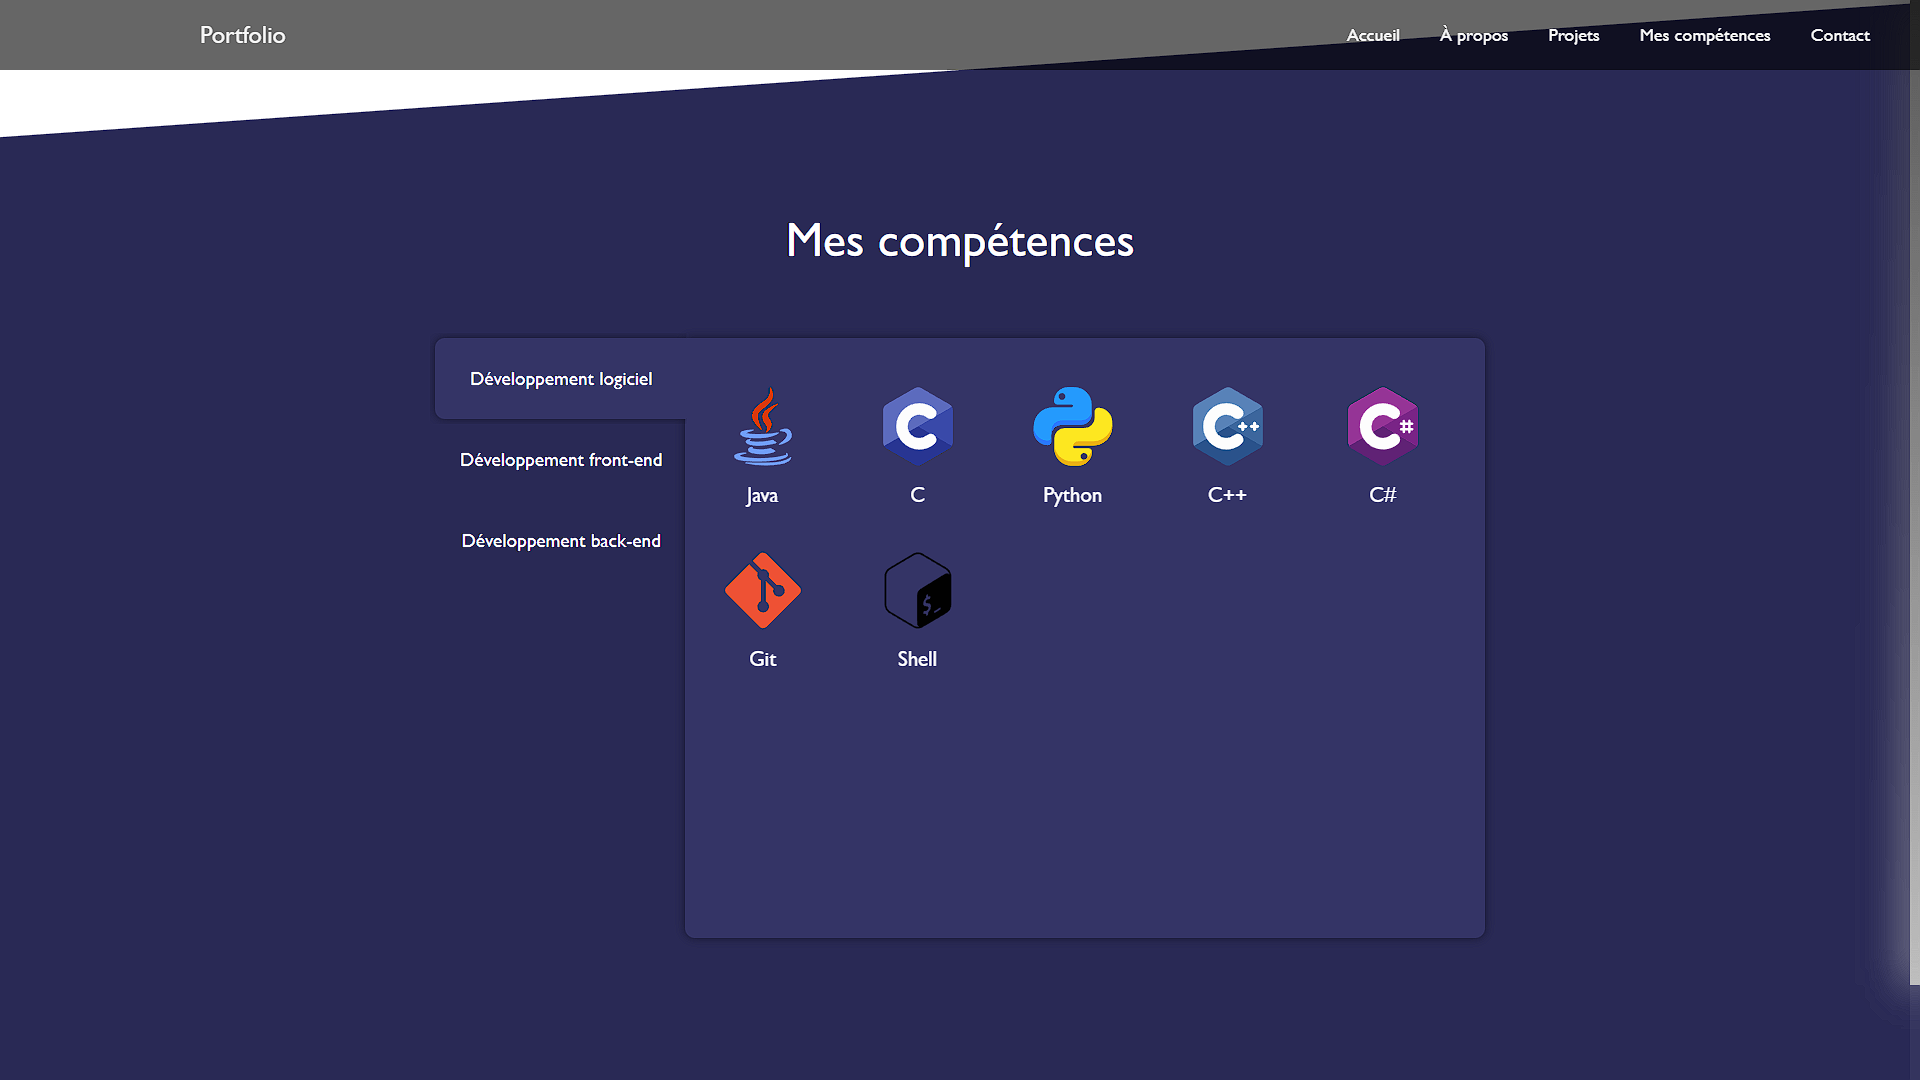 Portfolio
Accueil À propos Projets Mes compétences Contact
Mes compétences
Développement logiciel
Développement front-end
Développement back-end
C C ++ C #
Java C Python C++ C#
$_
Git Shell